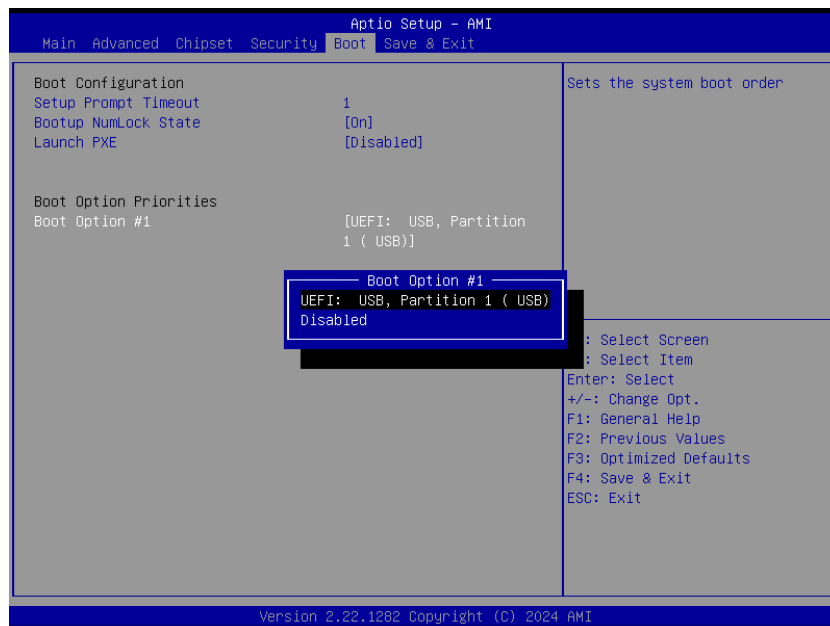 Aptio Setup – AMI
Main Advanced Chipset Security Boot Save & Exit
Boot Configuration
Setup Prompt Timeout 1
Bootup NumLock State [On]
Launch PXE [Disabled]
Boot Option Priorities
Boot Option #1 [UEFI: USB, Partition
1 ( USB)]
Boot Option #1
UEFI: USB, Partition 1 ( USB)
Disabled
Sets the system boot order
: Select Screen
: Select Item
Enter: Select
+/-: Change Opt.
F1: General Help
F2: Previous Values
F3: Optimized Defaults
F4: Save & Exit
ESC: Exit
Version 2.22.1282 Copyright (C) 2024 AMI